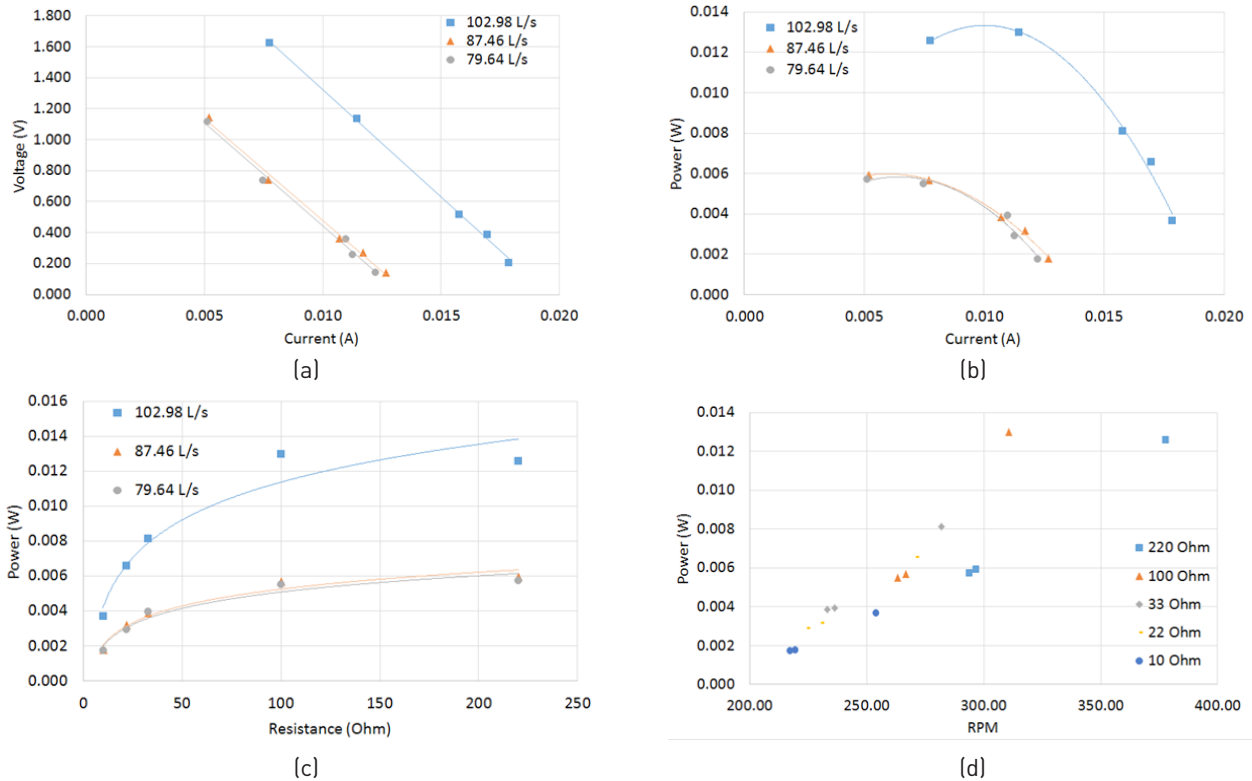 1.800
1.600
1.400
1.200
1.000
0.800
0.600
0.400
0.200
0.000
Voltage (V)
102.98 L/s
87.46 L/s
79.64 L/s
0.000 0.005 0.010 0.015 0.020
Current (A)
(a)
0.014
0.012
0.010
0.008
0.006
0.004
0.002
0.000
Power (W)
102.98 L/s
87.46 L/s
79.64 L/s
0.000 0.005 0.010 0.015 0.020
Current (A)
(b)
0.016
0.014
0.012
0.010
0.008
0.006
0.004
0.002
0.000
Power (W)
102.98 L/s
87.46 L/s
79.64 L/s
0 50 100 150 200 250
Resistance (Ohm)
(c)
0.014
0.012
0.010
0.008
0.006
0.004
0.002
0.000
Power (W)
220 Ohm
100 Ohm
33 Ohm
22 Ohm
10 Ohm
200.00 250.00 300.00 350.00 400.00
RPM
(d)